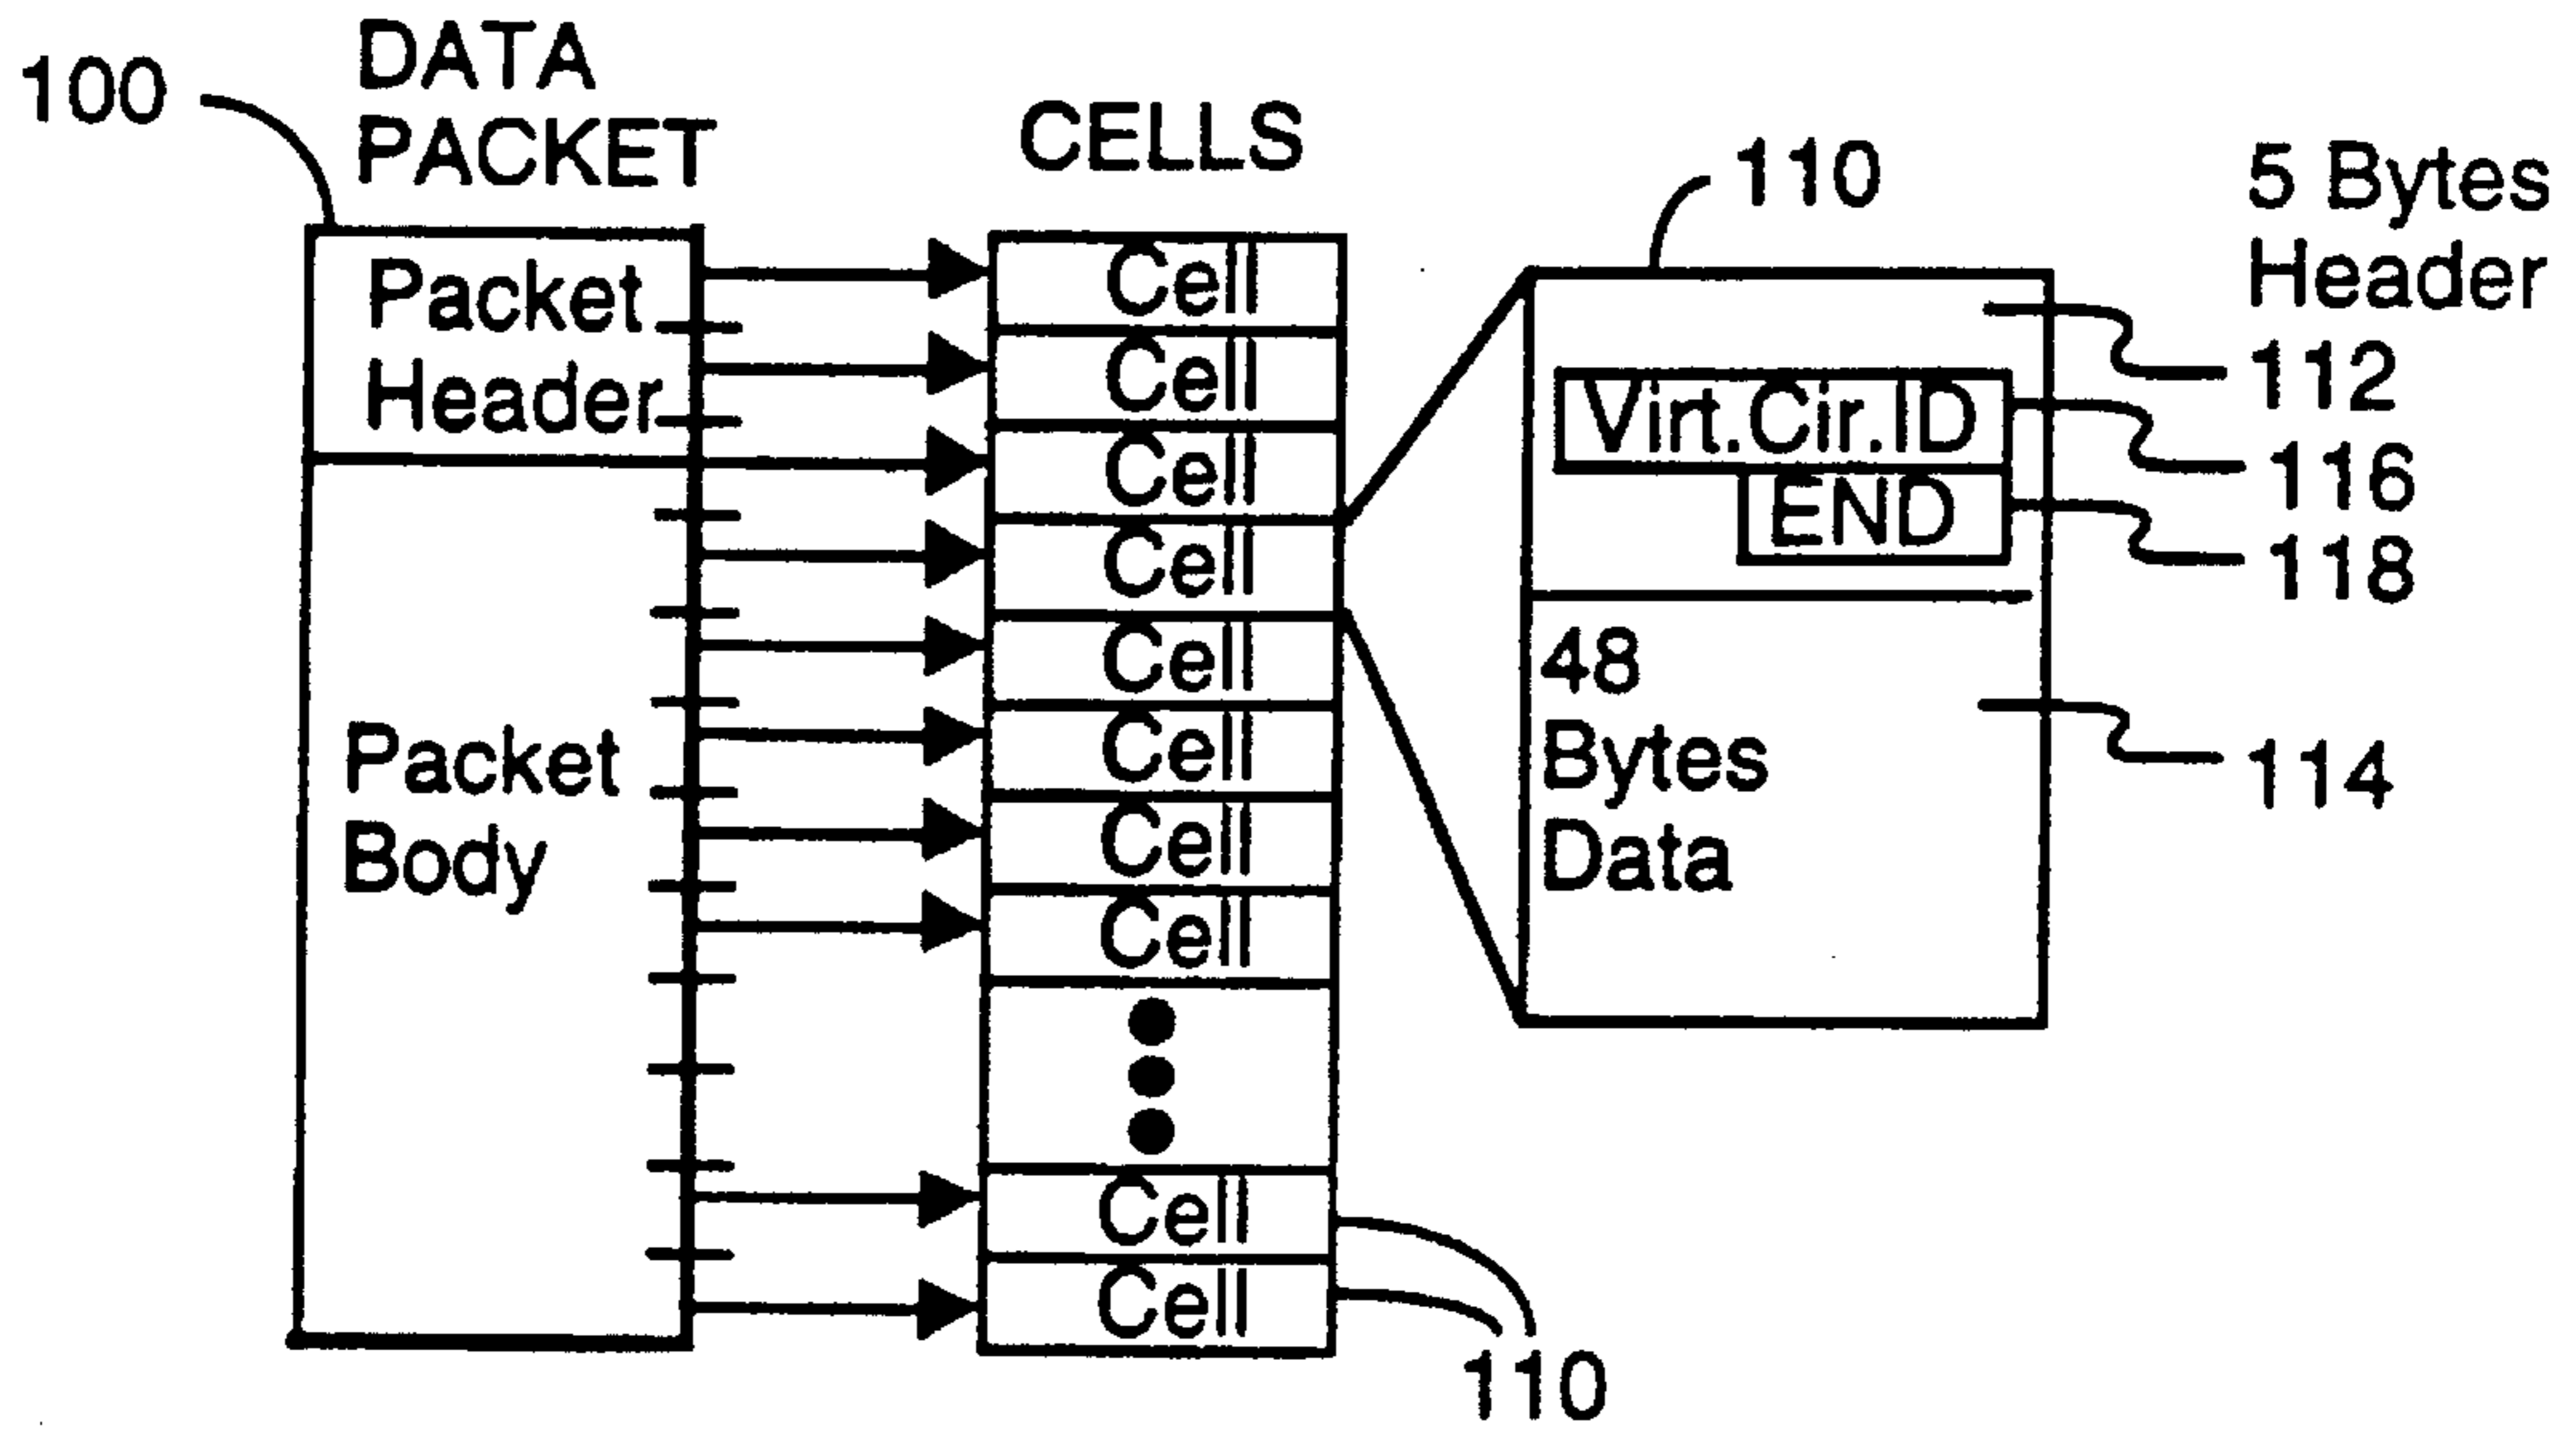 100
DATA
PACKET
Packet
Header
Packet
Body
CELLS
Cell
Cell
Cell
Cell
Cell
Cell
Cell
Cell
Cell
Cell
110
110
5 Bytes
Header
112
Virt.Cir.ID
116
END
118
48
Bytes
Data
114